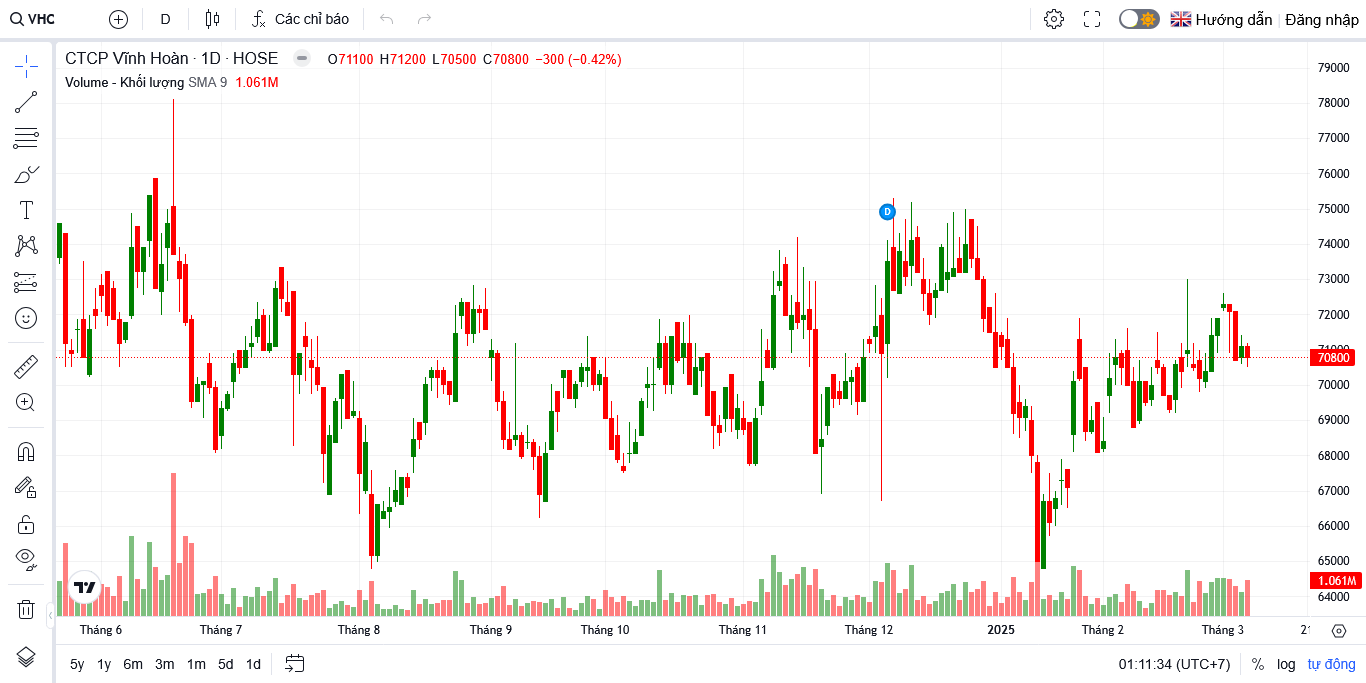 VHC D Các chỉ báo Hướng dẫn Đăng nhập
CTCP Vĩnh Hoàn · 1D · HOSE O71100 H71200 L70500 C70800 −300 (−0.42%)
Volume - Khối lượng SMA 9 1.061M
79000
78000
77000
76000
75000
D
74000
73000
72000
71000
70800
70000
69000
68000
67000
66000
65000
1.061M
64000
Tháng 6 Tháng 7 Tháng 8 Tháng 9 Tháng 10 Tháng 11 Tháng 12 2025 Tháng 2 Tháng 3 21
5y 1y 6m 3m 1m 5d 1d 01:11:34 (UTC+7) % log tự động